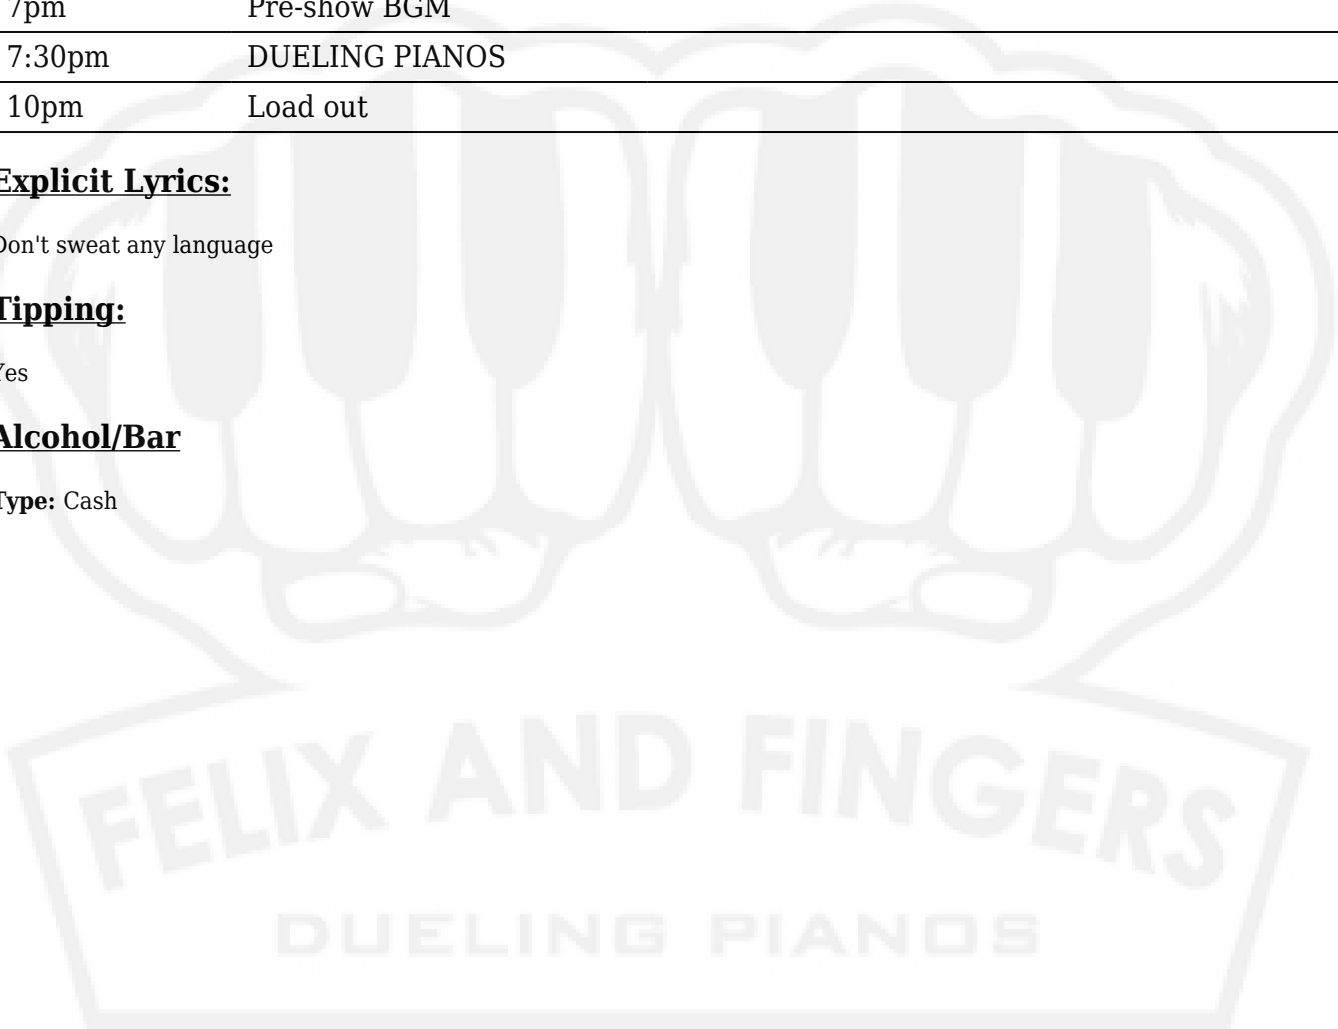 7pm Pre-show BGM
7:30pm DUELING PIANOS
10pm Load out
Explicit Lyrics:
Don't sweat any language
Tipping:
Yes
Alcohol/Bar
Type: Cash
FELIX AND FINGERS
DUELING PIANOS